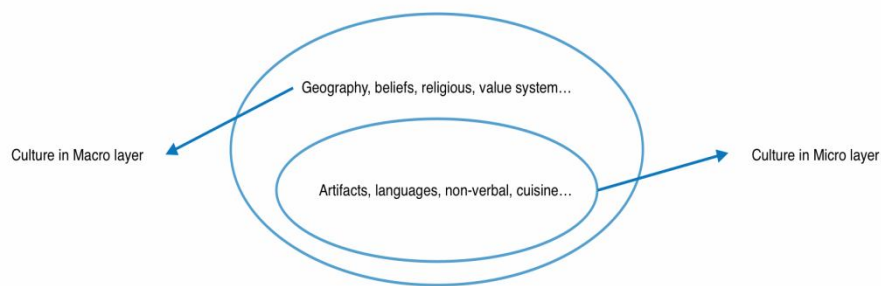 Geography, beliefs, religious, value system...
Culture in Macro layer
Culture in Micro layer
Artifacts, languages, non-verbal, cuisine...